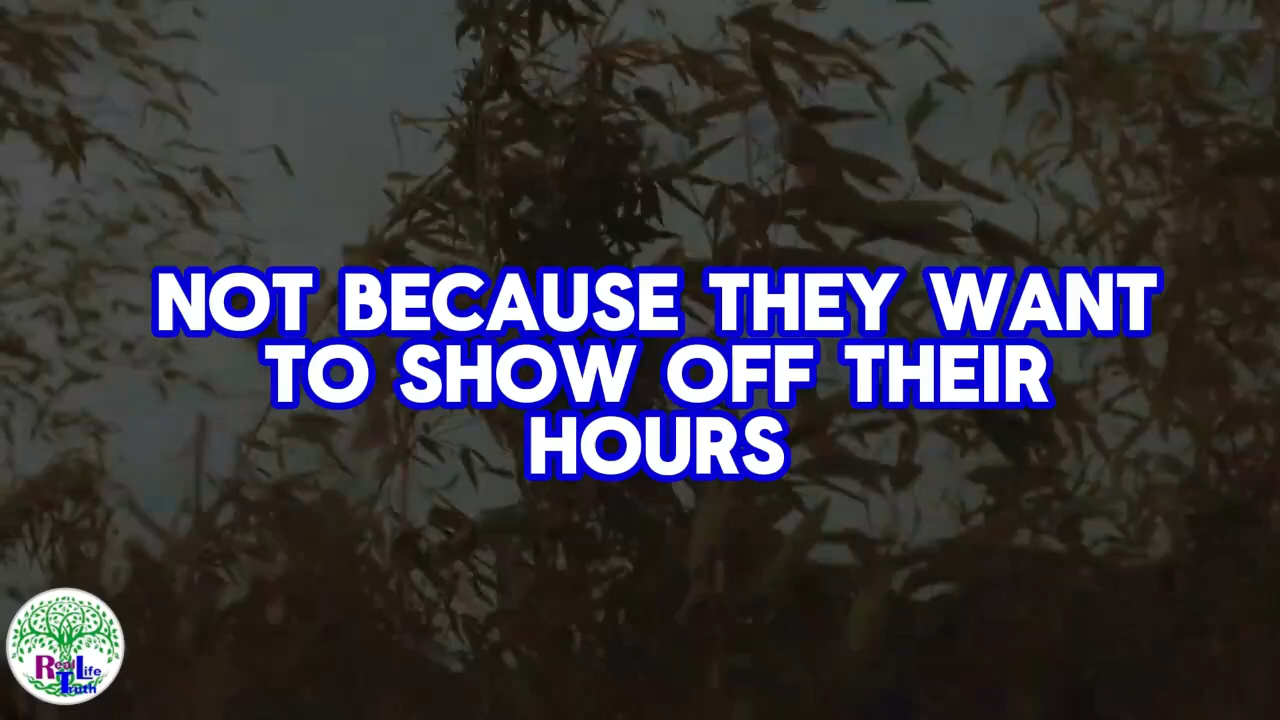 NOT BECAUSE THEY WANT
TO SHOW OFF THEIR
HOURS
Real Life
Truth